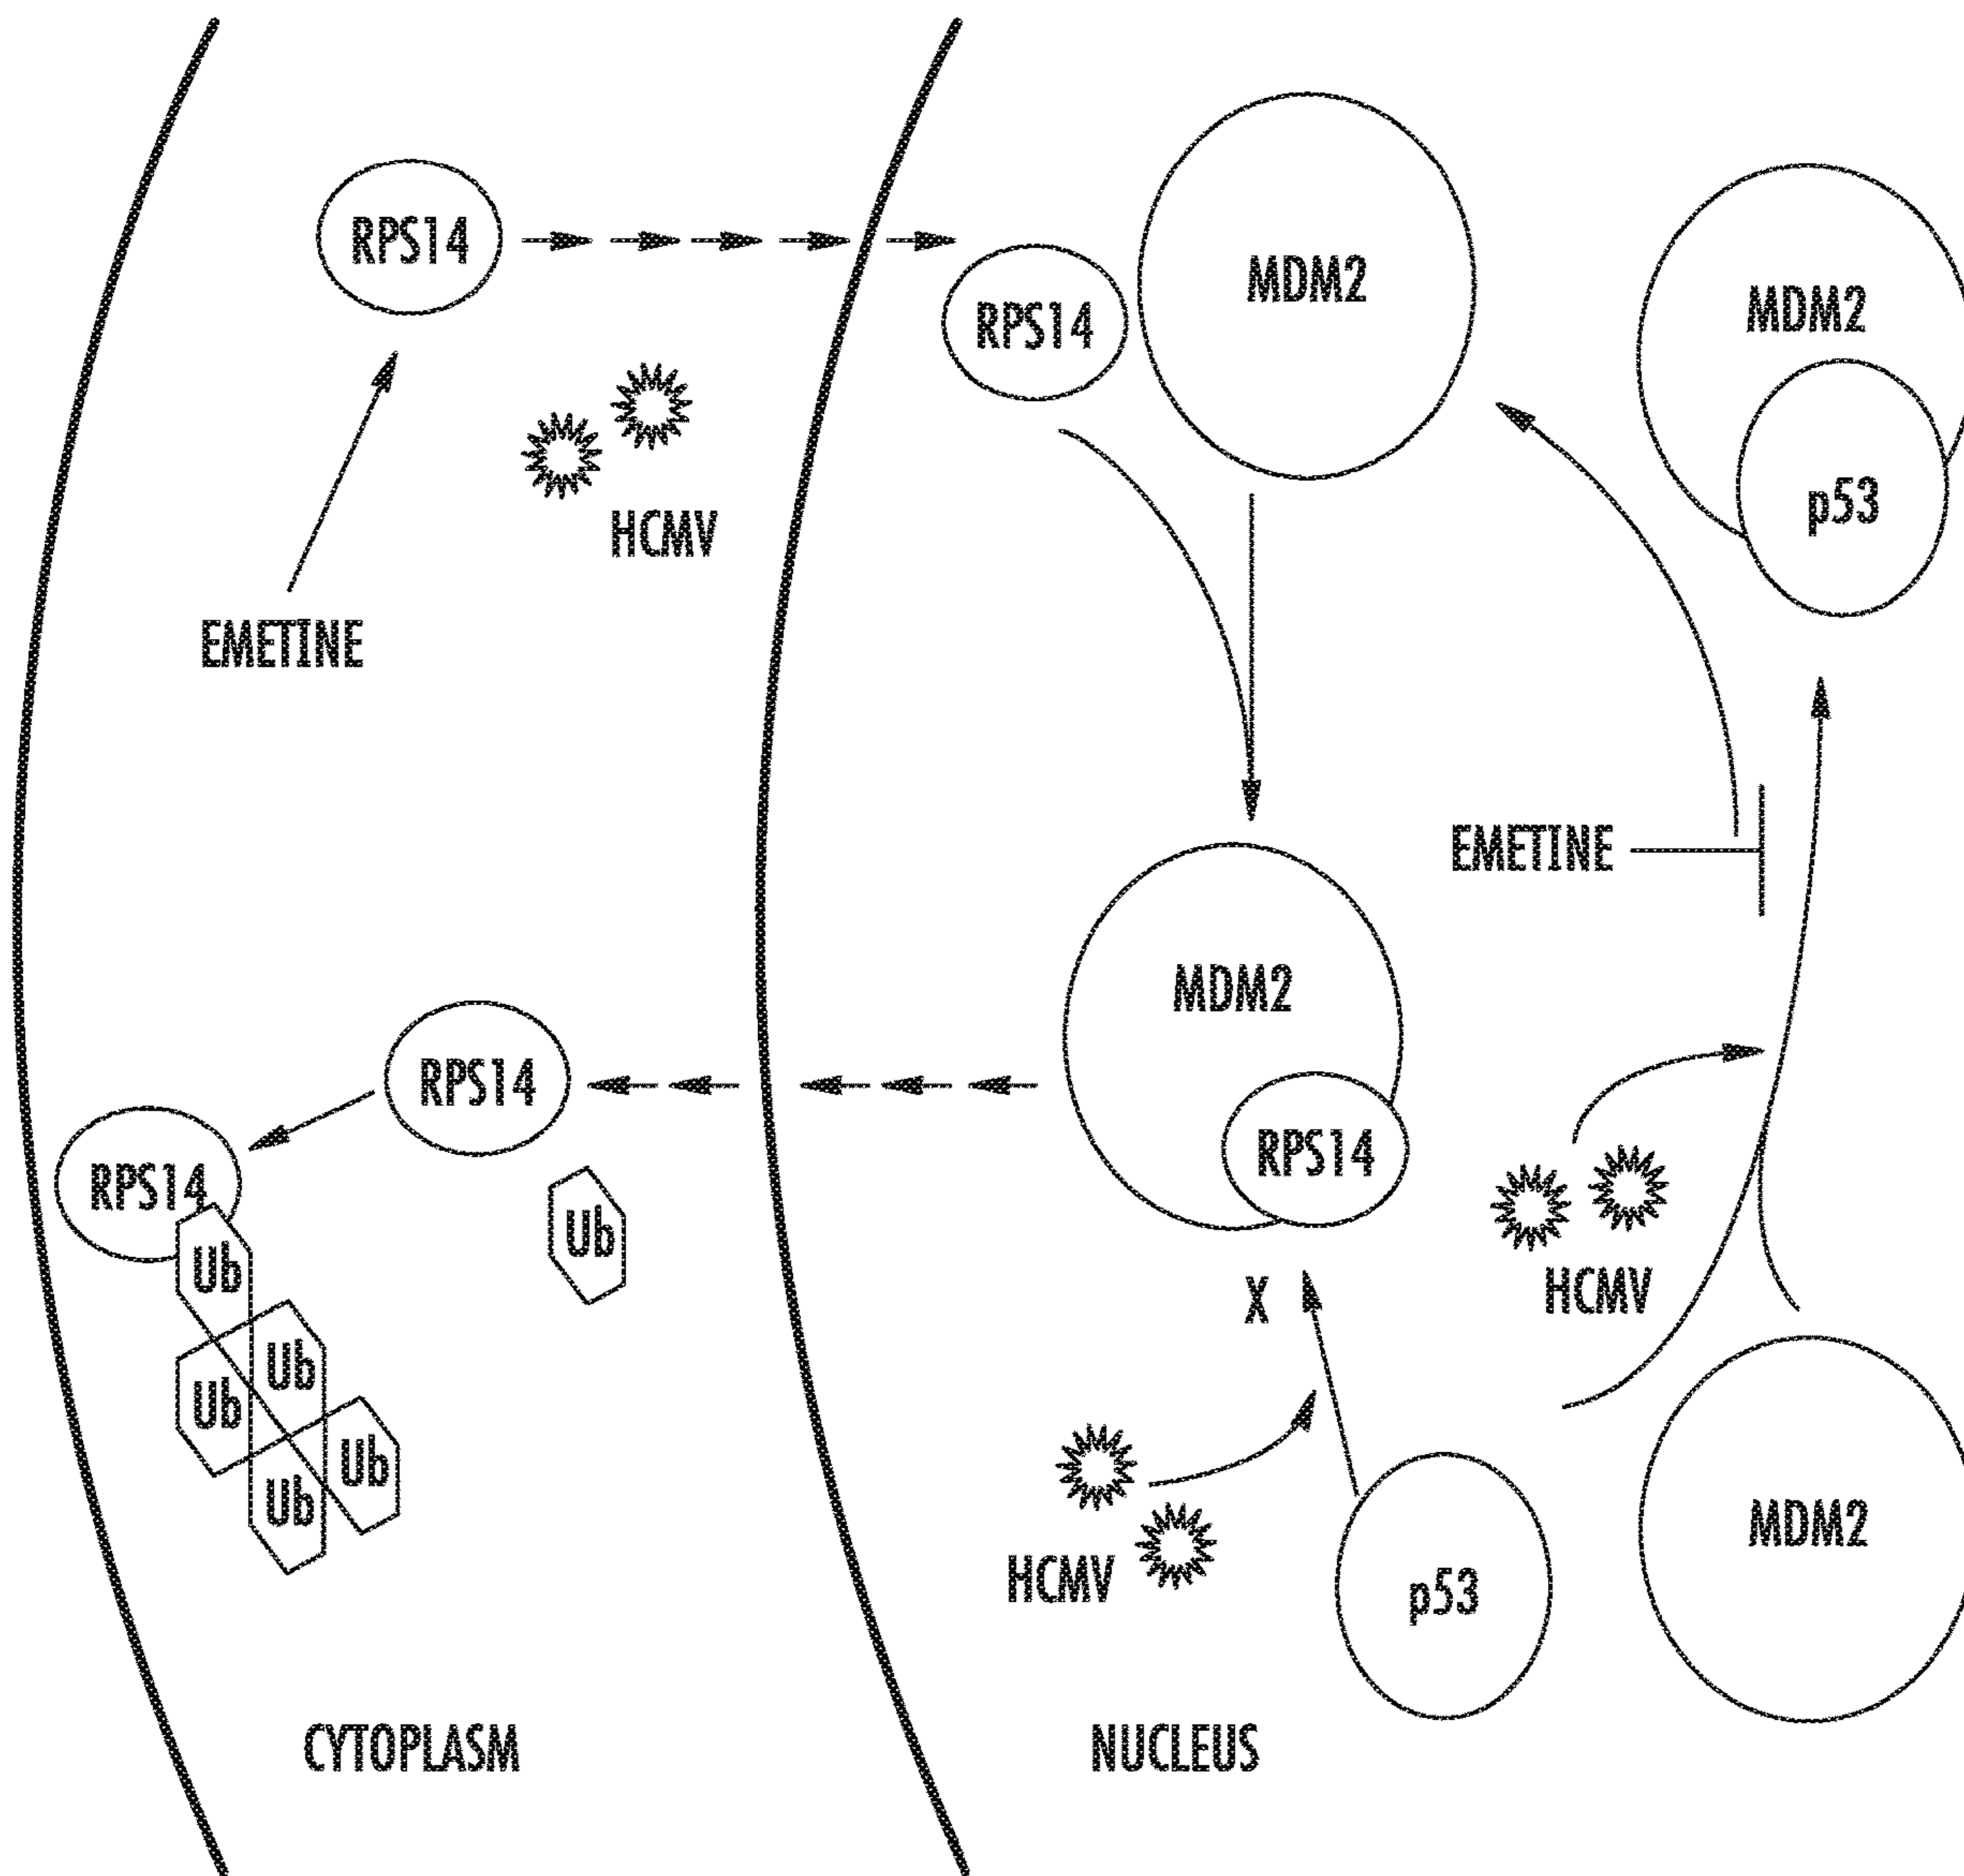 RPS14
MDM2
MDM2
RPS14
p53
HCMV
EMETINE
EMETINE
MDM2
RPS14
RPS14
RPS14
Ub
Ub
Ub
Ub
Ub
Ub
HCMV
X
HCMV
p53
MDM2
CYTOPLASM
NUCLEUS